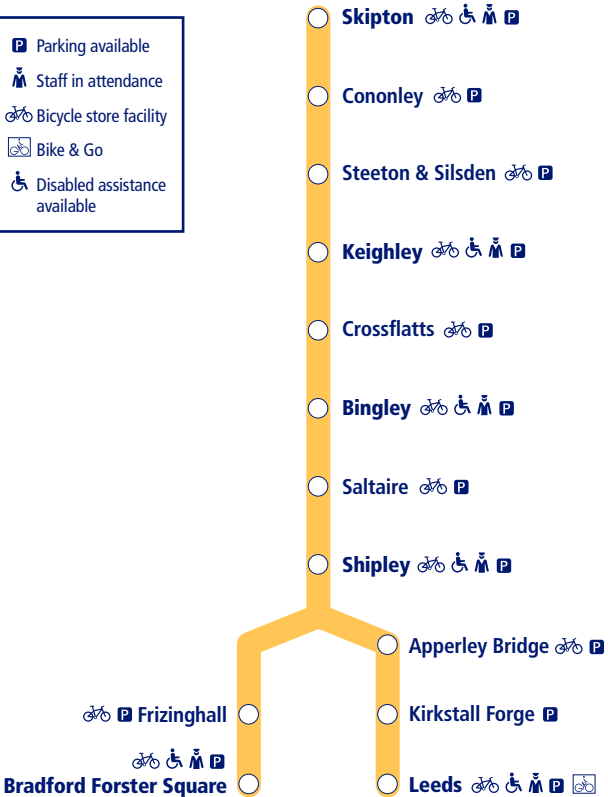 P Parking available
Staff in attendance
Bicycle store facility
Bike & Go
Disabled assistance
available
Skipton P
Cononley P
Steeton & Silsden P
Keighley P
Crossflatts P
Bingley P
Saltaire P
Shipley P
Apperley Bridge P
P Frizinghall
Kirkstall Forge P
P
Bradford Forster Square
Leeds P